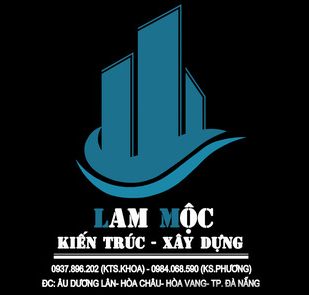 LAM MỘC
KIẾN TRÚC - XÂY DỰNG
0937.896.202 (KTS.KHOA) - 0984.068.590 (KS.PHƯƠNG)
ĐC: ÂU DƯƠNG LÂN- HÒA CHÂU- HÒA VANG- TP. ĐÀ NẴNG